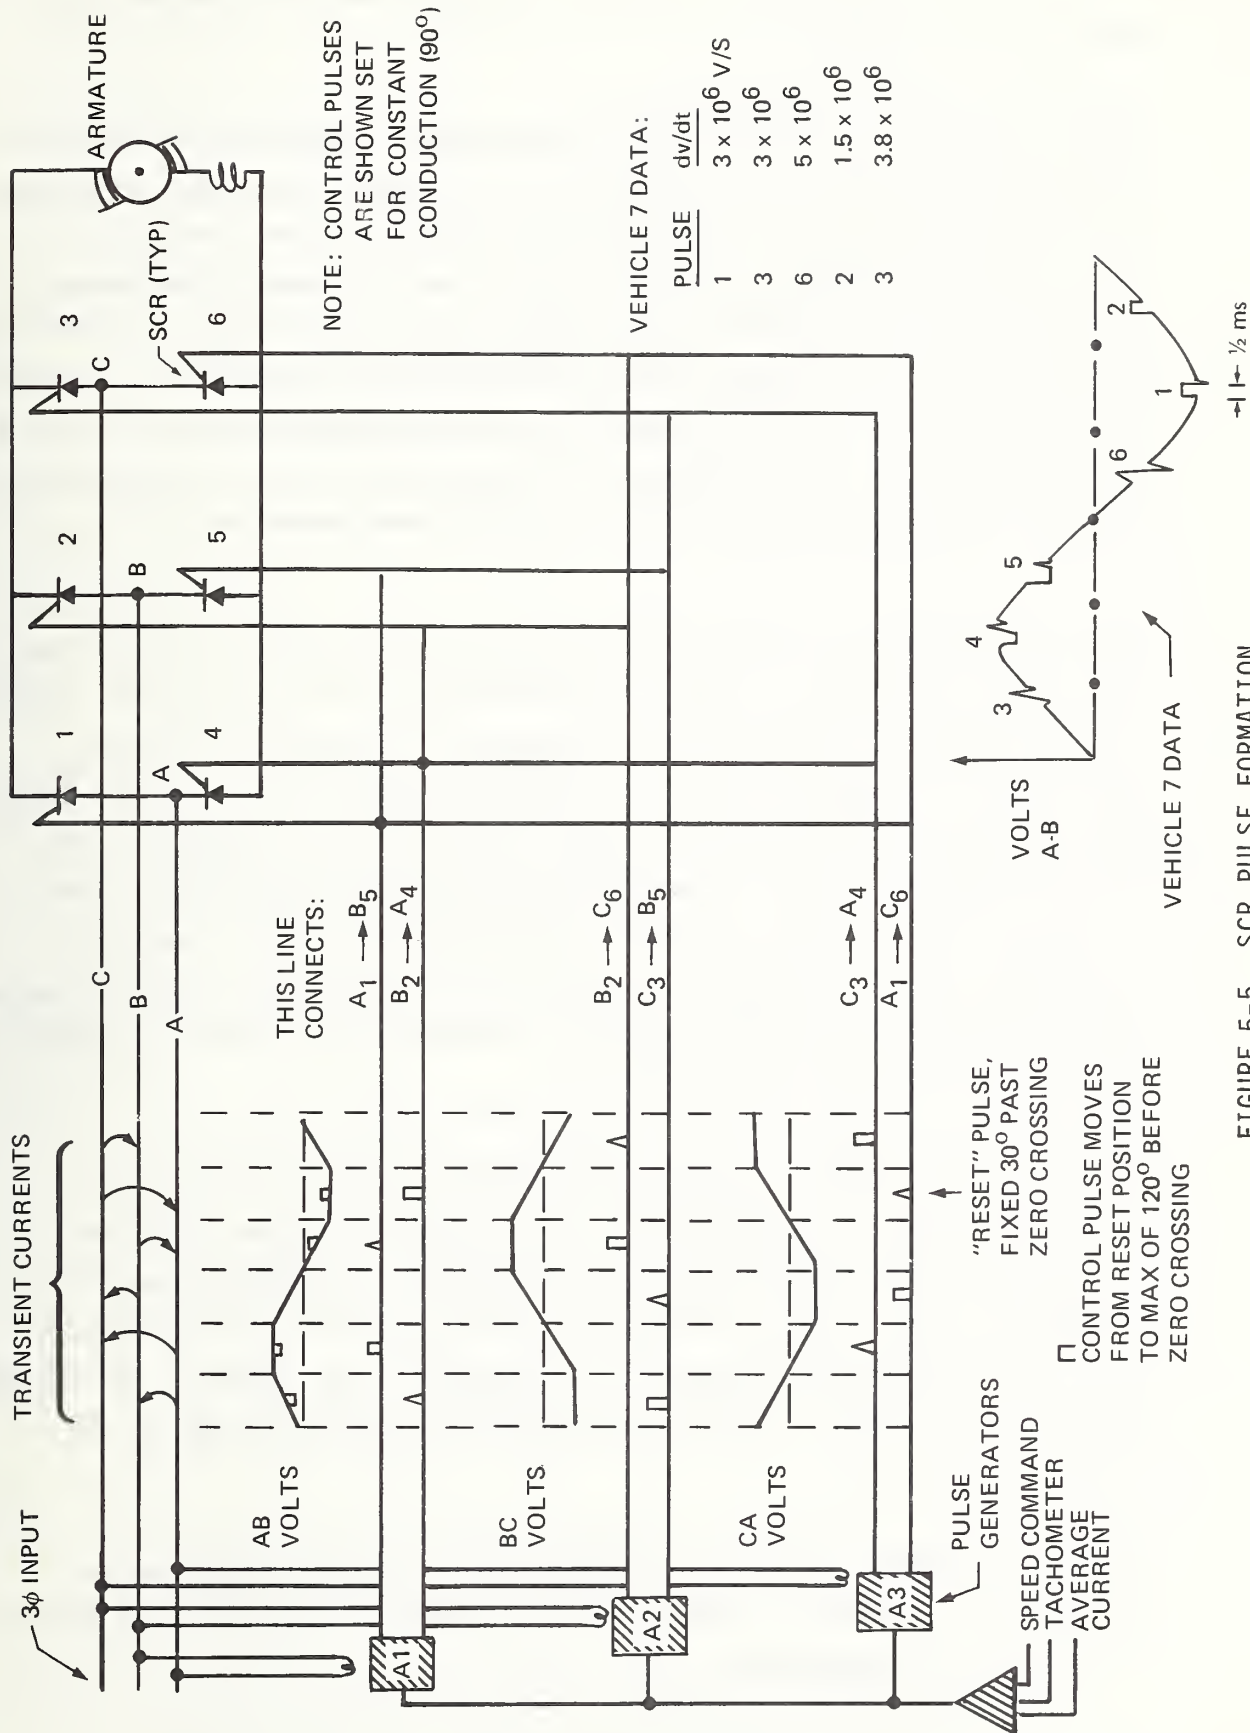 3ϕ INPUT
TRANSIENT CURRENTS
ARMATURE
C
B
A
1
2
3
A
B
C
SCR (TYP)
4
5
6
AB
VOLTS
THIS LINE
CONNECTS:
A1 → B5
B2 → A4
NOTE: CONTROL PULSES
ARE SHOWN SET
FOR CONSTANT
CONDUCTION (90°)
A1
BC
VOLTS
B2 → C6
C3 → B5
A2
CA
VOLTS
C3 → A4
A1 → C6
A3
VEHICLE 7 DATA:
PULSE dv/dt
1 3 x 10^6 V/S
3 3 x 10^6
6 5 x 10^6
2 1.5 x 10^6
3 3.8 x 10^6
PULSE
GENERATORS
SPEED COMMAND
TACHOMETER
AVERAGE
CURRENT
"RESET" PULSE,
FIXED 30° PAST
ZERO CROSSING
CONTROL PULSE MOVES
FROM RESET POSITION
TO MAX OF 120° BEFORE
ZERO CROSSING
VOLTS
A-B
3
4
5
6
1
2
½ ms
VEHICLE 7 DATA
FIGURE 5-5 SCR PULSE FORMATION